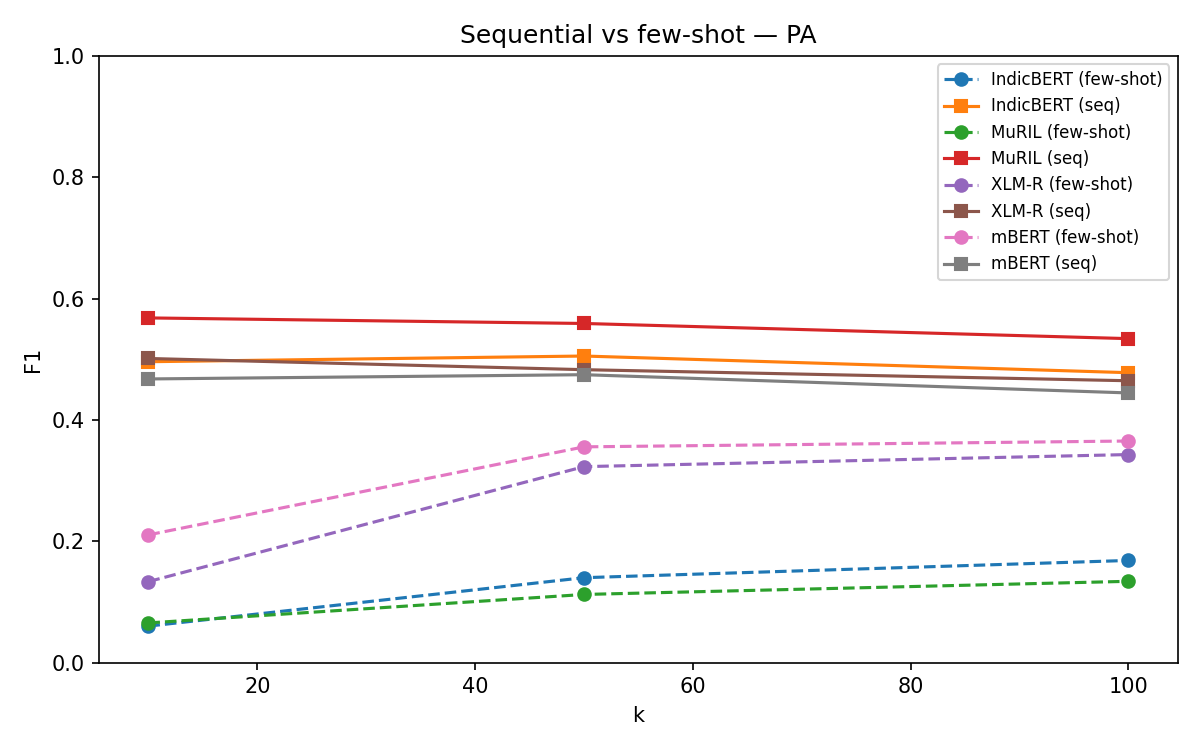 Sequential vs few-shot — PA
1.0
0.8
0.6
0.4
0.2
0.0
F1
20
40
60
80
100
k
IndicBERT (few-shot)
IndicBERT (seq)
MuRIL (few-shot)
MuRIL (seq)
XLM-R (few-shot)
XLM-R (seq)
mBERT (few-shot)
mBERT (seq)